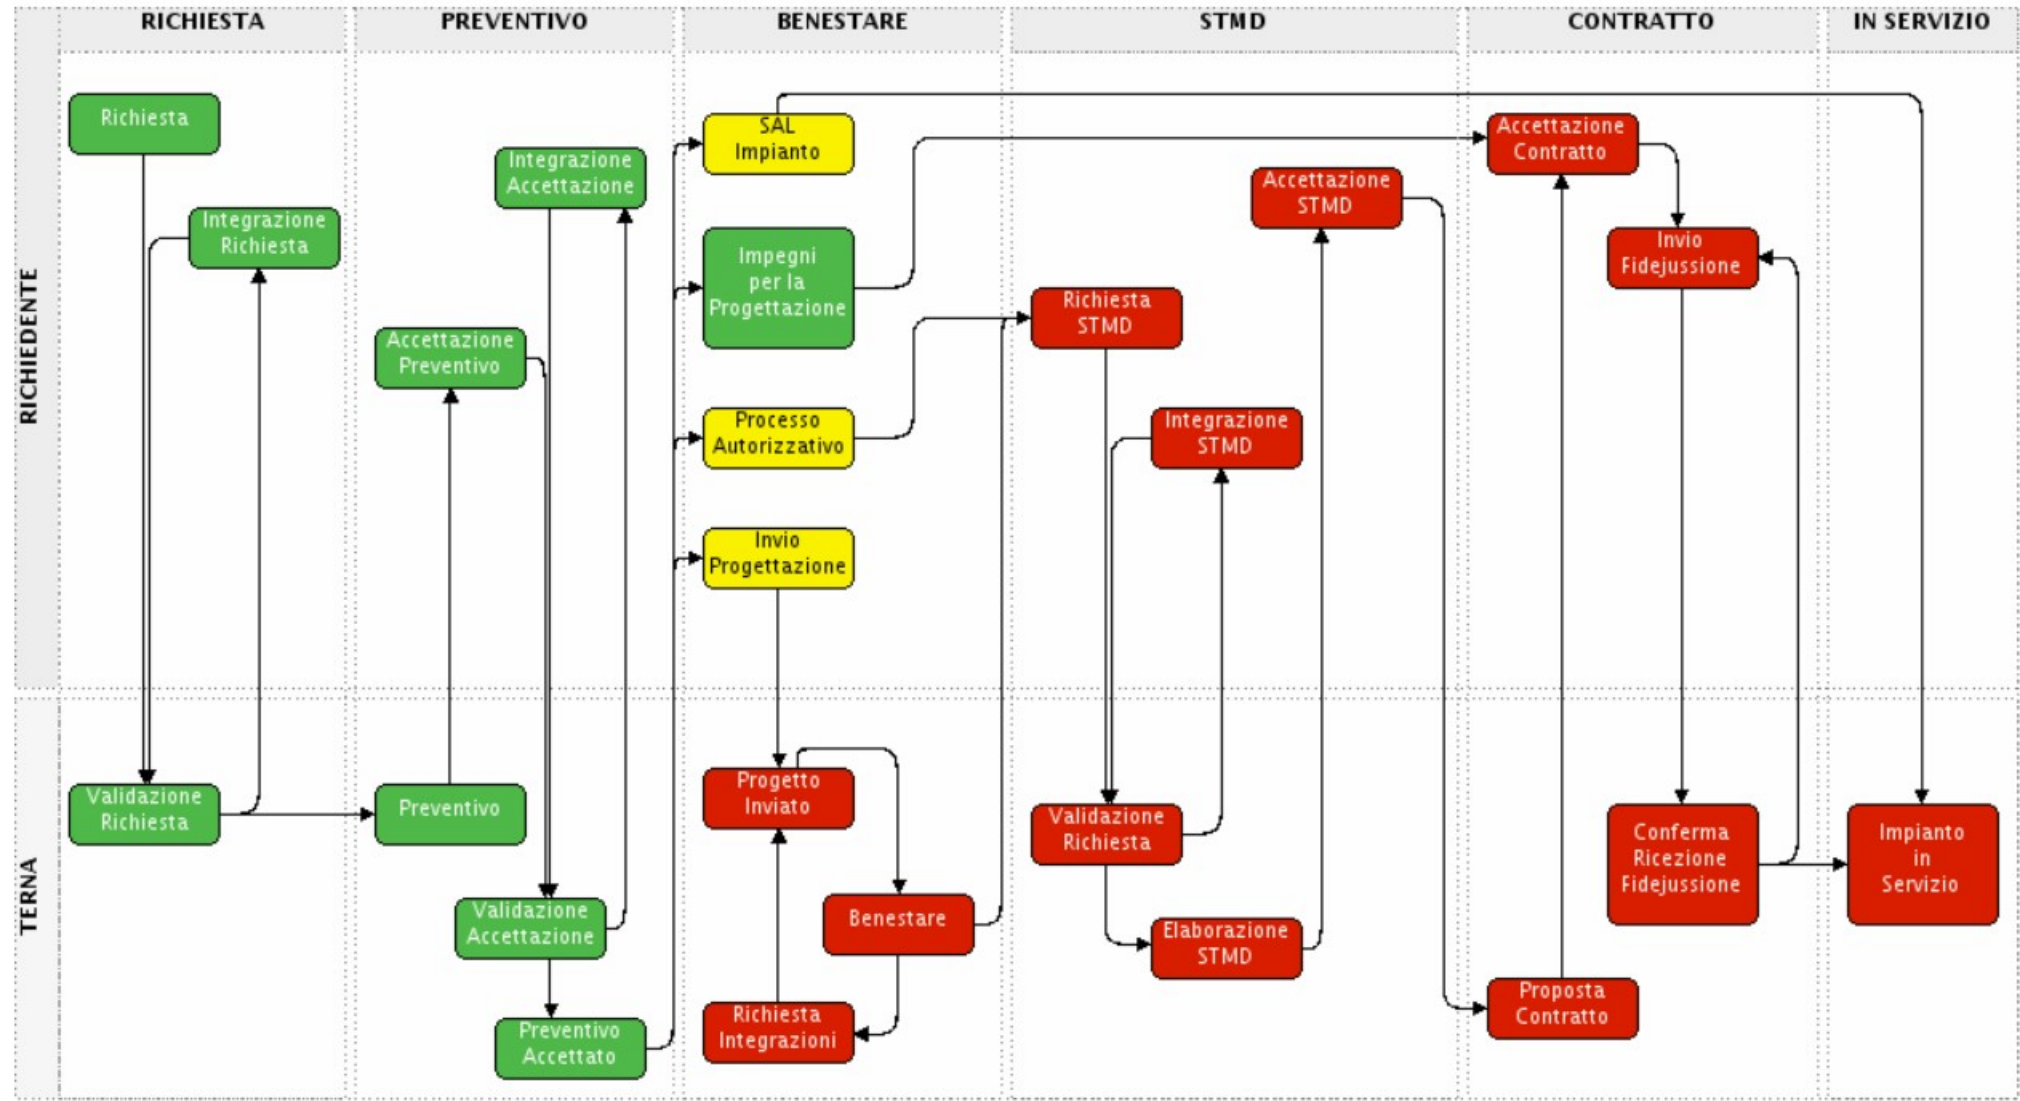 RICHIESTA
PREVENTIVO
BENESTARE
STMD
CONTRATTO
IN SERVIZIO
RICHIEDENTE
Richiesta
Integrazione
Richiesta
Integrazione
Accettazione
Accettazione
Preventivo
SAL
Impianto
Impegni
per la
Progettazione
Processo
Autorizzativo
Invio
Progettazione
Accettazione
STMD
Richiesta
STMD
Integrazione
STMD
Accettazione
Contratto
Invio
Fidejussione
TERNA
Validazione
Richiesta
Preventivo
Validazione
Accettazione
Preventivo
Accettato
Progetto
Inviato
Benestare
Richiesta
Integrazioni
Validazione
Richiesta
Elaborazione
STMD
Conferma
Ricezione
Fidejussione
Proposta
Contratto
Impianto
in
Servizio